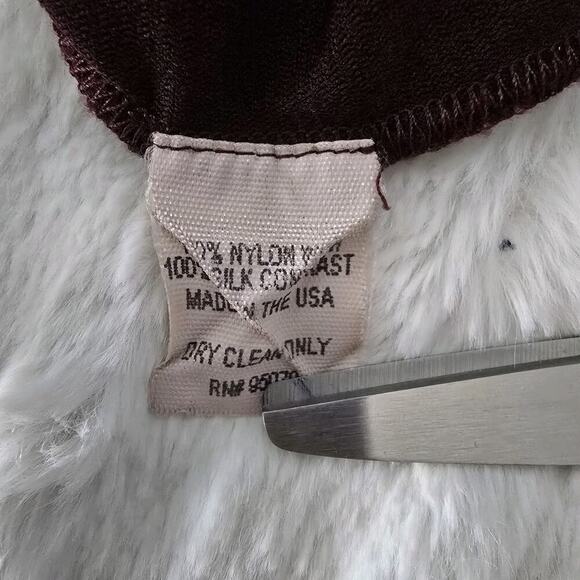 % NYLON
100% SILK CONTRAST
MADE IN THE USA
DRY CLEAN ONLY
RN#